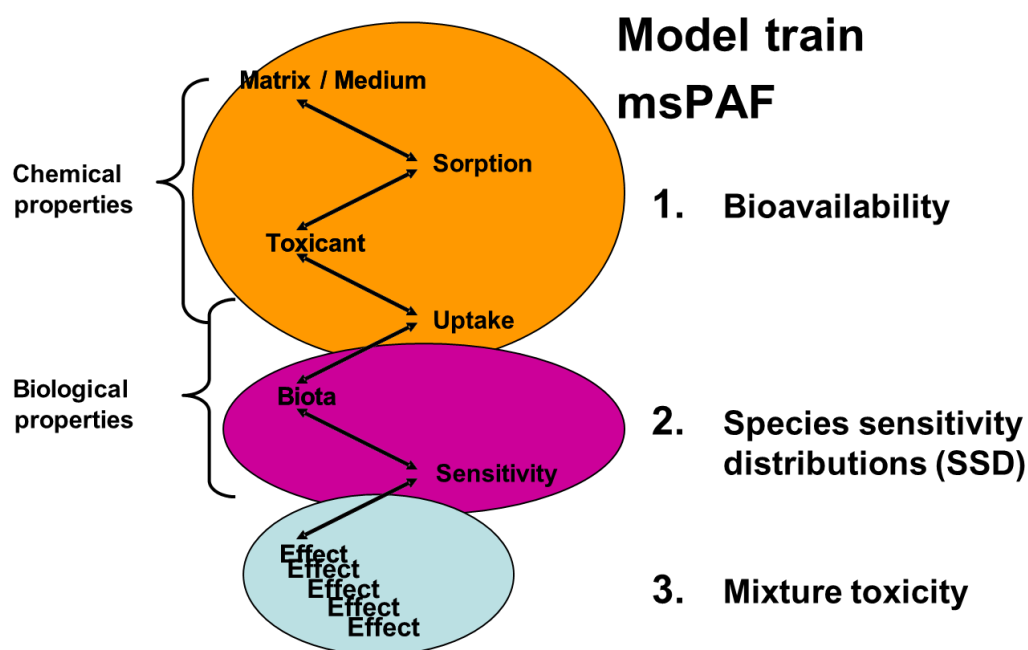 Model train
msPAF
Matrix / Medium
Chemical
properties
Sorption
1. Bioavailability
Toxicant
Uptake
Biological
properties
Biota
2. Species sensitivity
distributions (SSD)
Sensitivity
Effect
Effect
Effect
Effect
Effect
3. Mixture toxicity